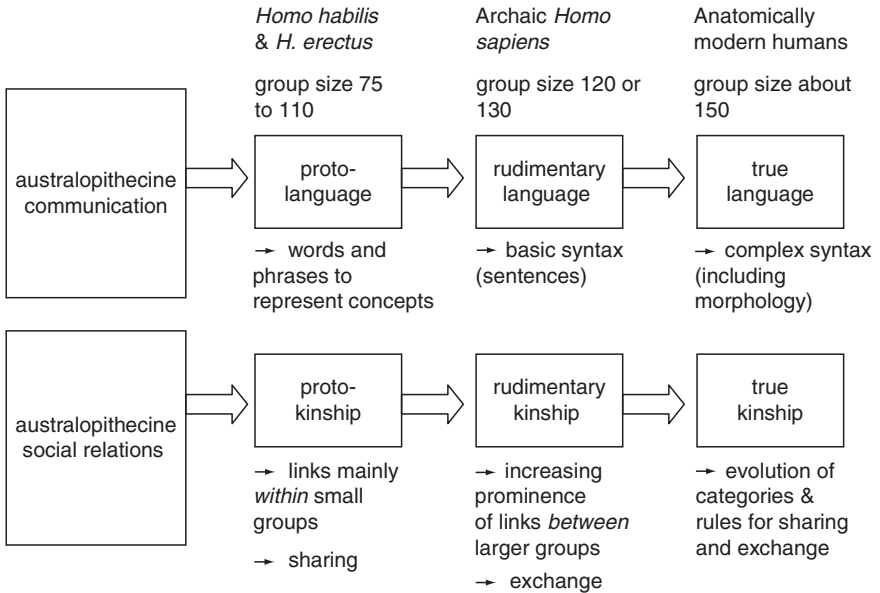 Homo habilis
& H. erectus
group size 75
to 110
Archaic Homo
sapiens
group size 120 or
130
Anatomically
modern humans
group size about
150
australopithecine
communication
proto-
language
rudimentary
language
true
language
→ words and
phrases to
represent concepts
→ basic syntax
(sentences)
→ complex syntax
(including
morphology)
australopithecine
social relations
proto-
kinship
rudimentary
kinship
true
kinship
→ links mainly
within small
groups
→ sharing
→ increasing
prominence
of links between
larger groups
→ exchange
→ evolution of
categories &
rules for sharing
and exchange